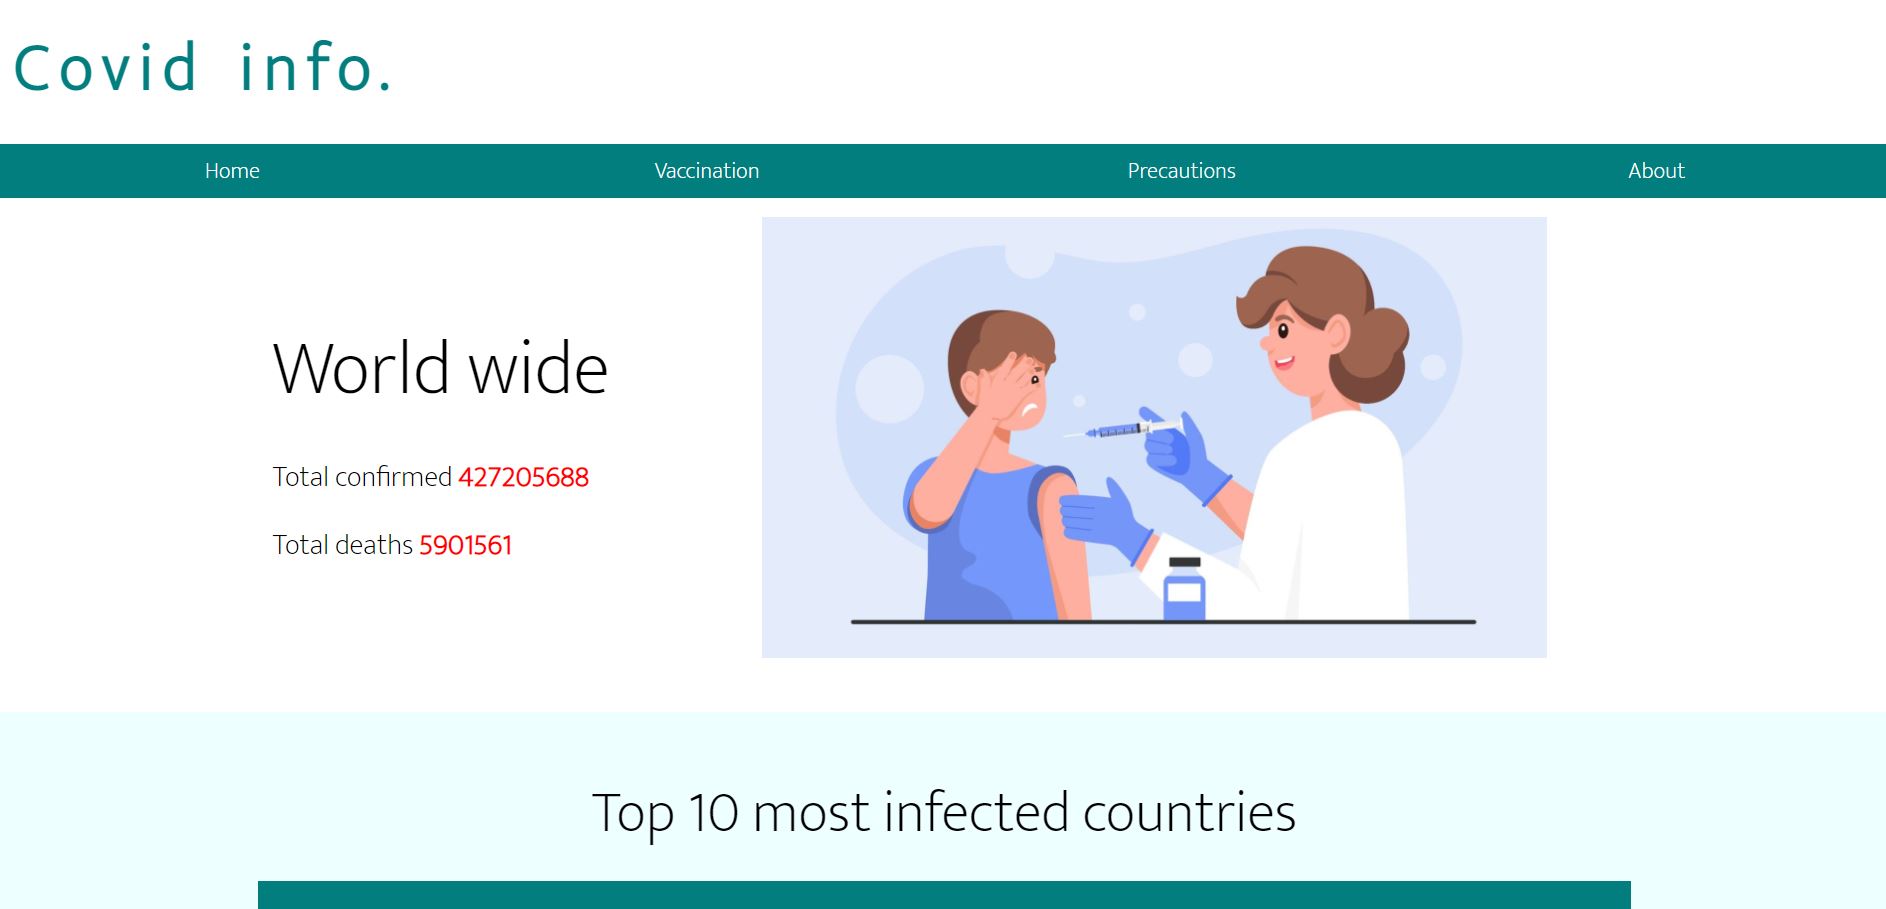 Covid info.
Home Vaccination Precautions About
World wide
Total confirmed 427205688
Total deaths 5901561
Top 10 most infected countries